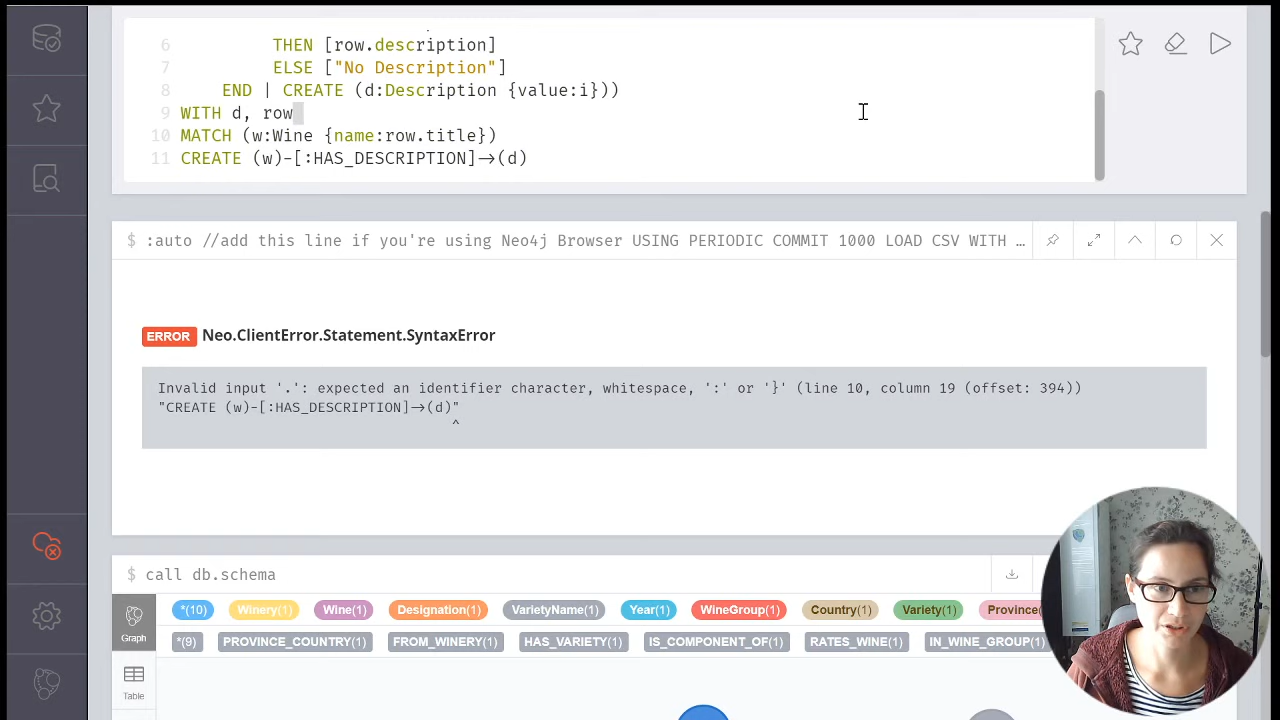 6 THEN [row.description]
7 ELSE ["No Description"]
8 END | CREATE (d:Description {value:i}))
9 WITH d, row
10 MATCH (w:Wine {name:row.title})
11 CREATE (w)-[:HAS_DESCRIPTION]->(d)
$ :auto //add this line if you're using Neo4j Browser USING PERIODIC COMMIT 1000 LOAD CSV WITH …
ERROR Neo.ClientError.Statement.SyntaxError
Invalid input '.': expected an identifier character, whitespace, ':' or '}' (line 10, column 19 (offset: 394))
"CREATE (w)-[:HAS_DESCRIPTION]->(d)"
^
$ call db.schema
*(10) Winery(1) Wine(1) Designation(1) VarietyName(1) Year(1) WineGroup(1) Country(1) Variety(1) Province(
Graph
*(9) PROVINCE_COUNTRY(1) FROM_WINERY(1) HAS_VARIETY(1) IS_COMPONENT_OF(1) RATES_WINE(1) IN_WINE_GROUP(1)
Table